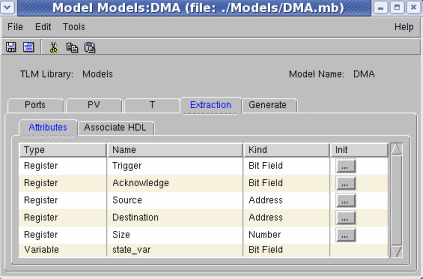 Model Models:DMA (file: ./Models/DMA.mb)
File Edit Tools Help
TLM Library: Models Model Name: DMA
Ports PV T Extraction Generate
Attributes Associate HDL
Type Name Kind Init
Register Trigger Bit Field ...
Register Acknowledge Bit Field ...
Register Source Address ...
Register Destination Address ...
Register Size Number ...
Variable state_var Bit Field